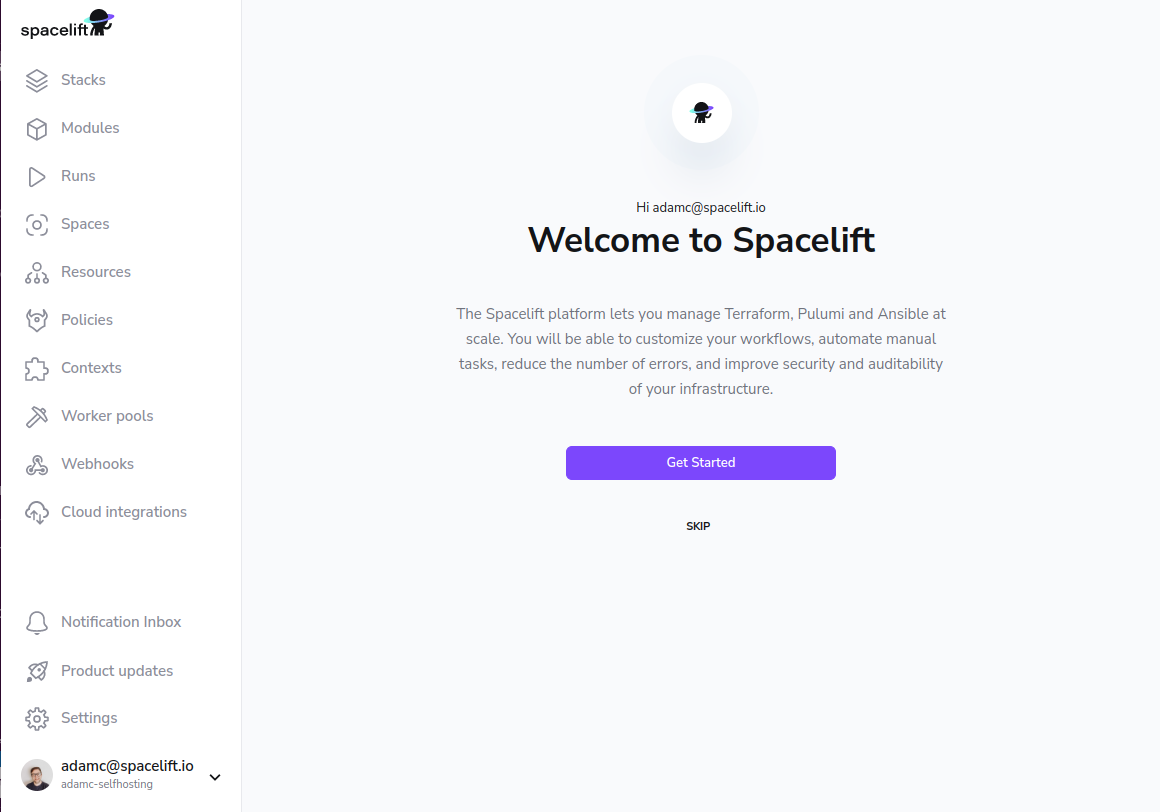 spacelift
Stacks
Modules
Runs
Spaces
Resources
Policies
Contexts
Worker pools
Webhooks
Cloud integrations
Notification Inbox
Product updates
Settings
adamc@spacelift.io
adamc-selfhosting
Hi adamc@spacelift.io
Welcome to Spacelift
The Spacelift platform lets you manage Terraform, Pulumi and Ansible at
scale. You will be able to customize your workflows, automate manual
tasks, reduce the number of errors, and improve security and auditability
of your infrastructure.
Get Started
SKIP